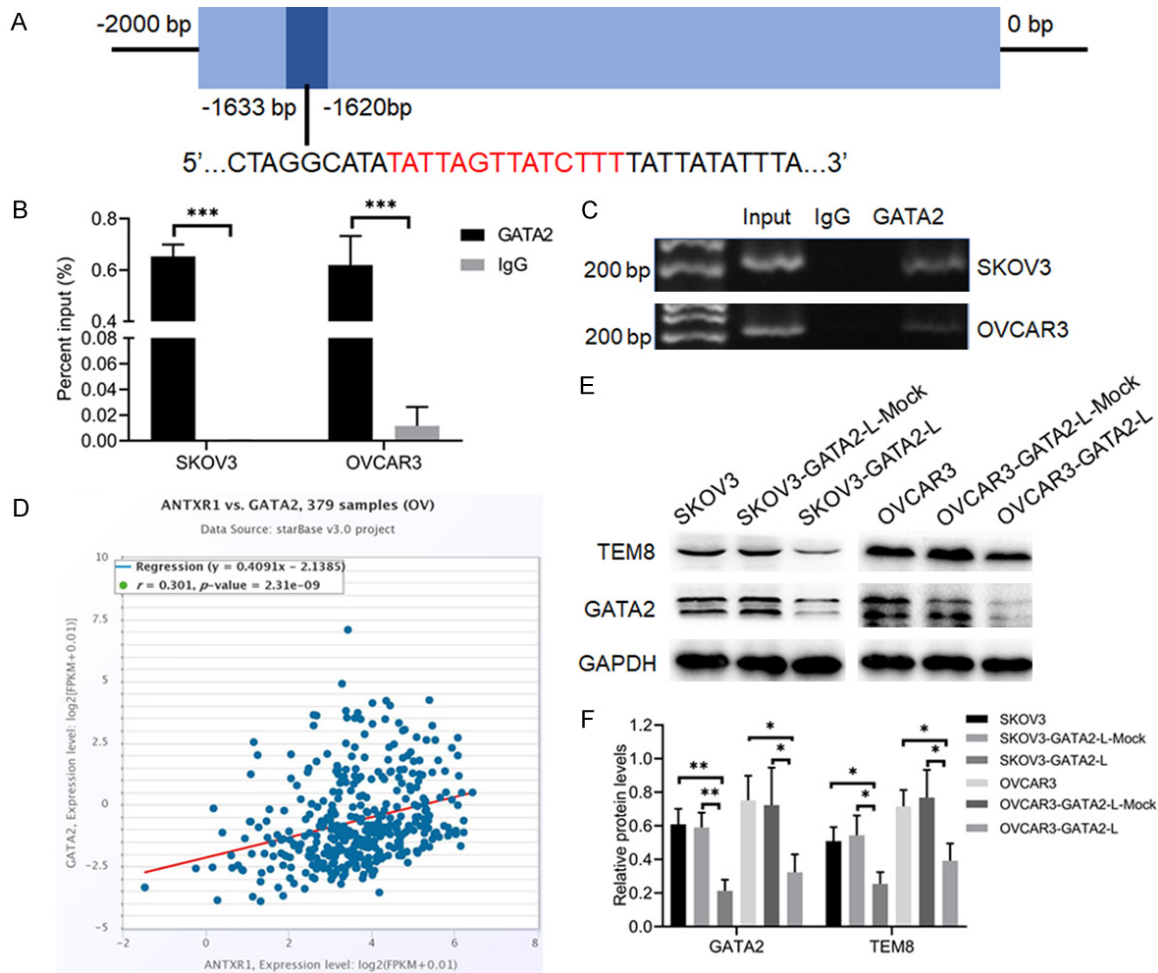 A
-2000 bp
0 bp
-1633 bp
-1620bp
5’...CTAGGCATATATTAGTTATCTTTTATTATATTTA...3’
B
Percent input (%)
0.8
0.6
0.4
0.08
0.06
0.04
0.02
0.00
***
***
GATA2
IgG
SKOV3
OVCAR3
C
Input IgG GATA2
200 bp
SKOV3
200 bp
OVCAR3
D
ANTXR1 vs. GATA2, 379 samples (OV)
Data Source: starBase v3.0 project
Regression (y = 0.4091x - 2.1385)
r = 0.301, p-value = 2.31e-09
GATA2, Expression level: log2[FPKM+0.01)]
10
7.5
5
2.5
0
-2.5
-5
-2 0 2 4 6 8
ANTXR1, Expression level: log2(FPKM+0.01)
E
SKOV3
SKOV3-GATA2-L-Mock
SKOV3-GATA2-L
OVCAR3
OVCAR3-GATA2-L-Mock
OVCAR3-GATA2-L
TEM8
GATA2
GAPDH
F
Relative protein levels
1.2
0.9
0.6
0.4
0.2
0.0
**
**
*
*
*
*
*
*
SKOV3
SKOV3-GATA2-L-Mock
SKOV3-GATA2-L
OVCAR3
OVCAR3-GATA2-L-Mock
OVCAR3-GATA2-L
GATA2
TEM8